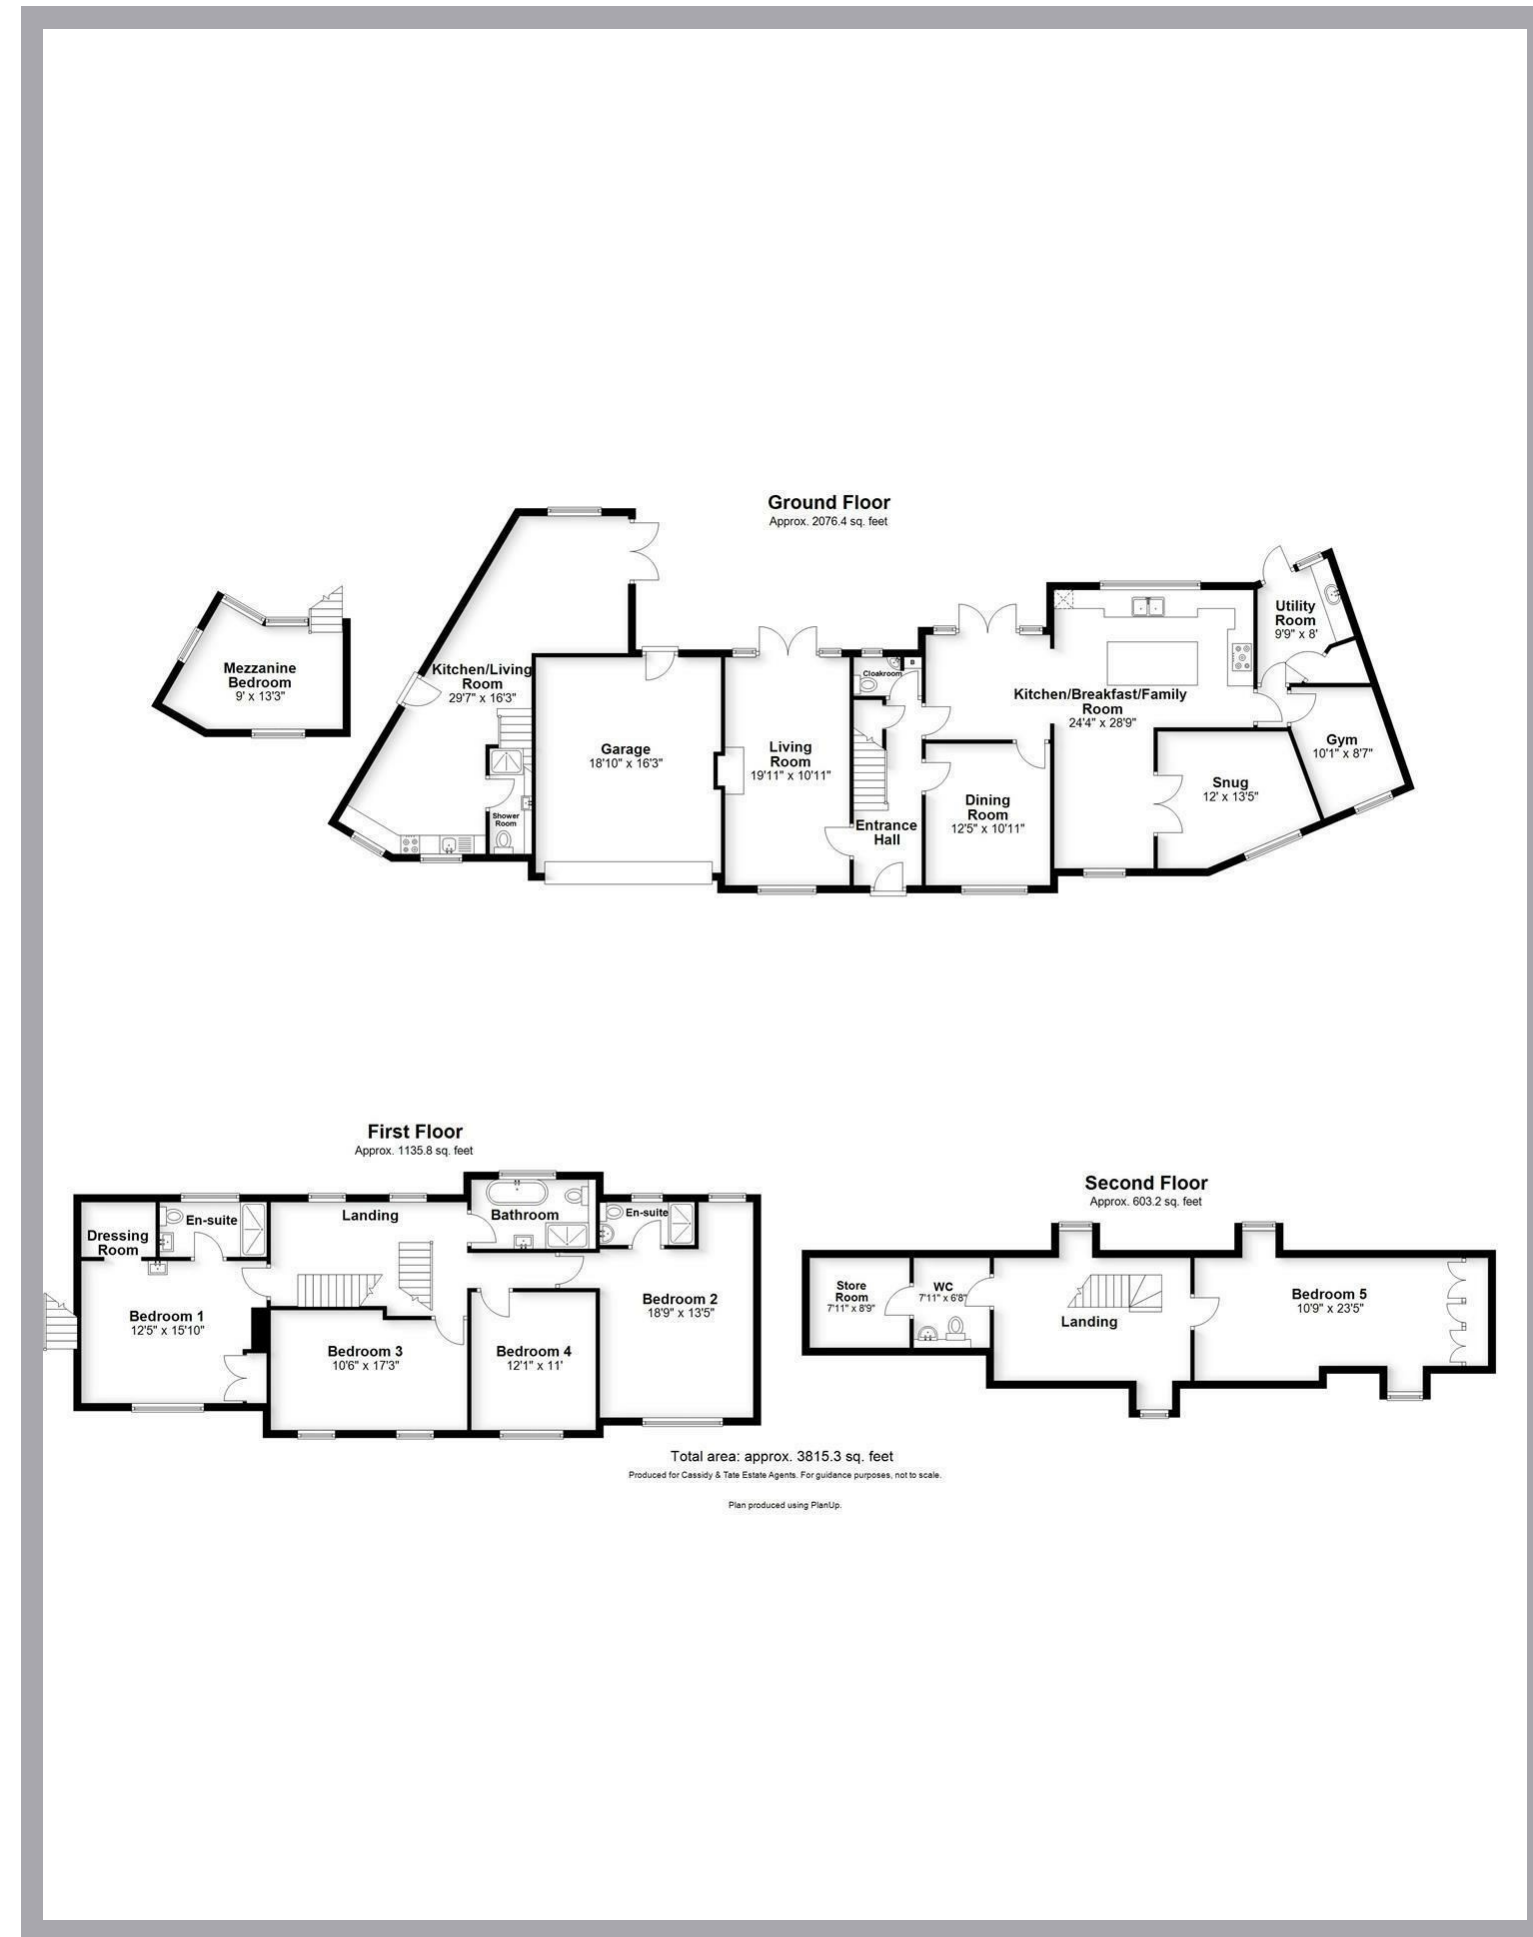 Ground Floor
Approx. 2076.4 sq. feet
Mezzanine
Bedroom
9' x 13'3"
Kitchen/Living
Room
29'7" x 16'3"
Shower
Room
Garage
18'10" x 16'3"
Living
Room
19'11" x 10'11"
Cloakroom
Entrance
Hall
Dining
Room
12'5" x 10'11"
Kitchen/Breakfast/Family
Room
24'4" x 28'9"
Utility
Room
9'9" x 8'
Gym
10'1" x 8'7"
Snug
12' x 13'5"
First Floor
Approx. 1135.8 sq. feet
Dressing
Room
En-suite
Landing
Bathroom
En-suite
Bedroom 1
12'5" x 15'10"
Bedroom 3
10'6" x 17'3"
Bedroom 4
12'1" x 11'
Bedroom 2
18'9" x 13'5"
Second Floor
Approx. 603.2 sq. feet
Store
Room
7'11" x 8'9"
WC
7'11" x 6'8"
Landing
Bedroom 5
10'9" x 23'5"
Total area: approx. 3815.3 sq. feet
Produced for Cassidy & Tate Estate Agents. For guidance purposes, not to scale.
Plan produced using PlanUp.